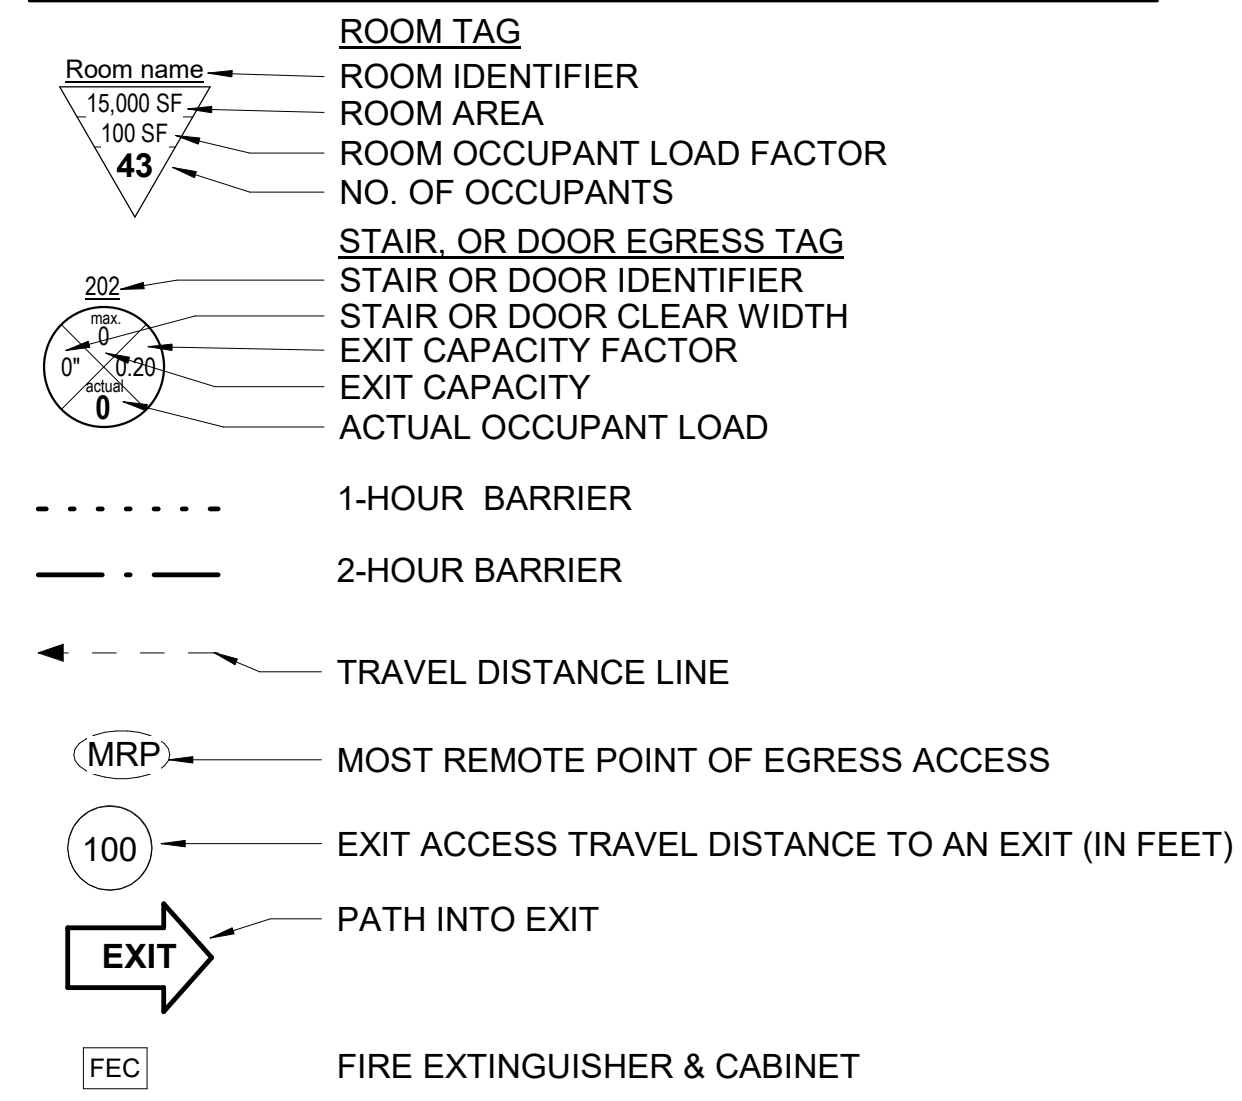 ROOM TAG
Room name
ROOM IDENTIFIER
15,000 SF
ROOM AREA
100 SF
ROOM OCCUPANT LOAD FACTOR
43
NO. OF OCCUPANTS
STAIR, OR DOOR EGRESS TAG
202
STAIR OR DOOR IDENTIFIER
max.
0
STAIR OR DOOR CLEAR WIDTH
0" 0.20
EXIT CAPACITY FACTOR
actual
EXIT CAPACITY
0
ACTUAL OCCUPANT LOAD
1-HOUR  BARRIER
2-HOUR BARRIER
TRAVEL DISTANCE LINE
MRP
MOST REMOTE POINT OF EGRESS ACCESS
100
EXIT ACCESS TRAVEL DISTANCE TO AN EXIT (IN FEET)
PATH INTO EXIT
EXIT
FEC
FIRE EXTINGUISHER & CABINET